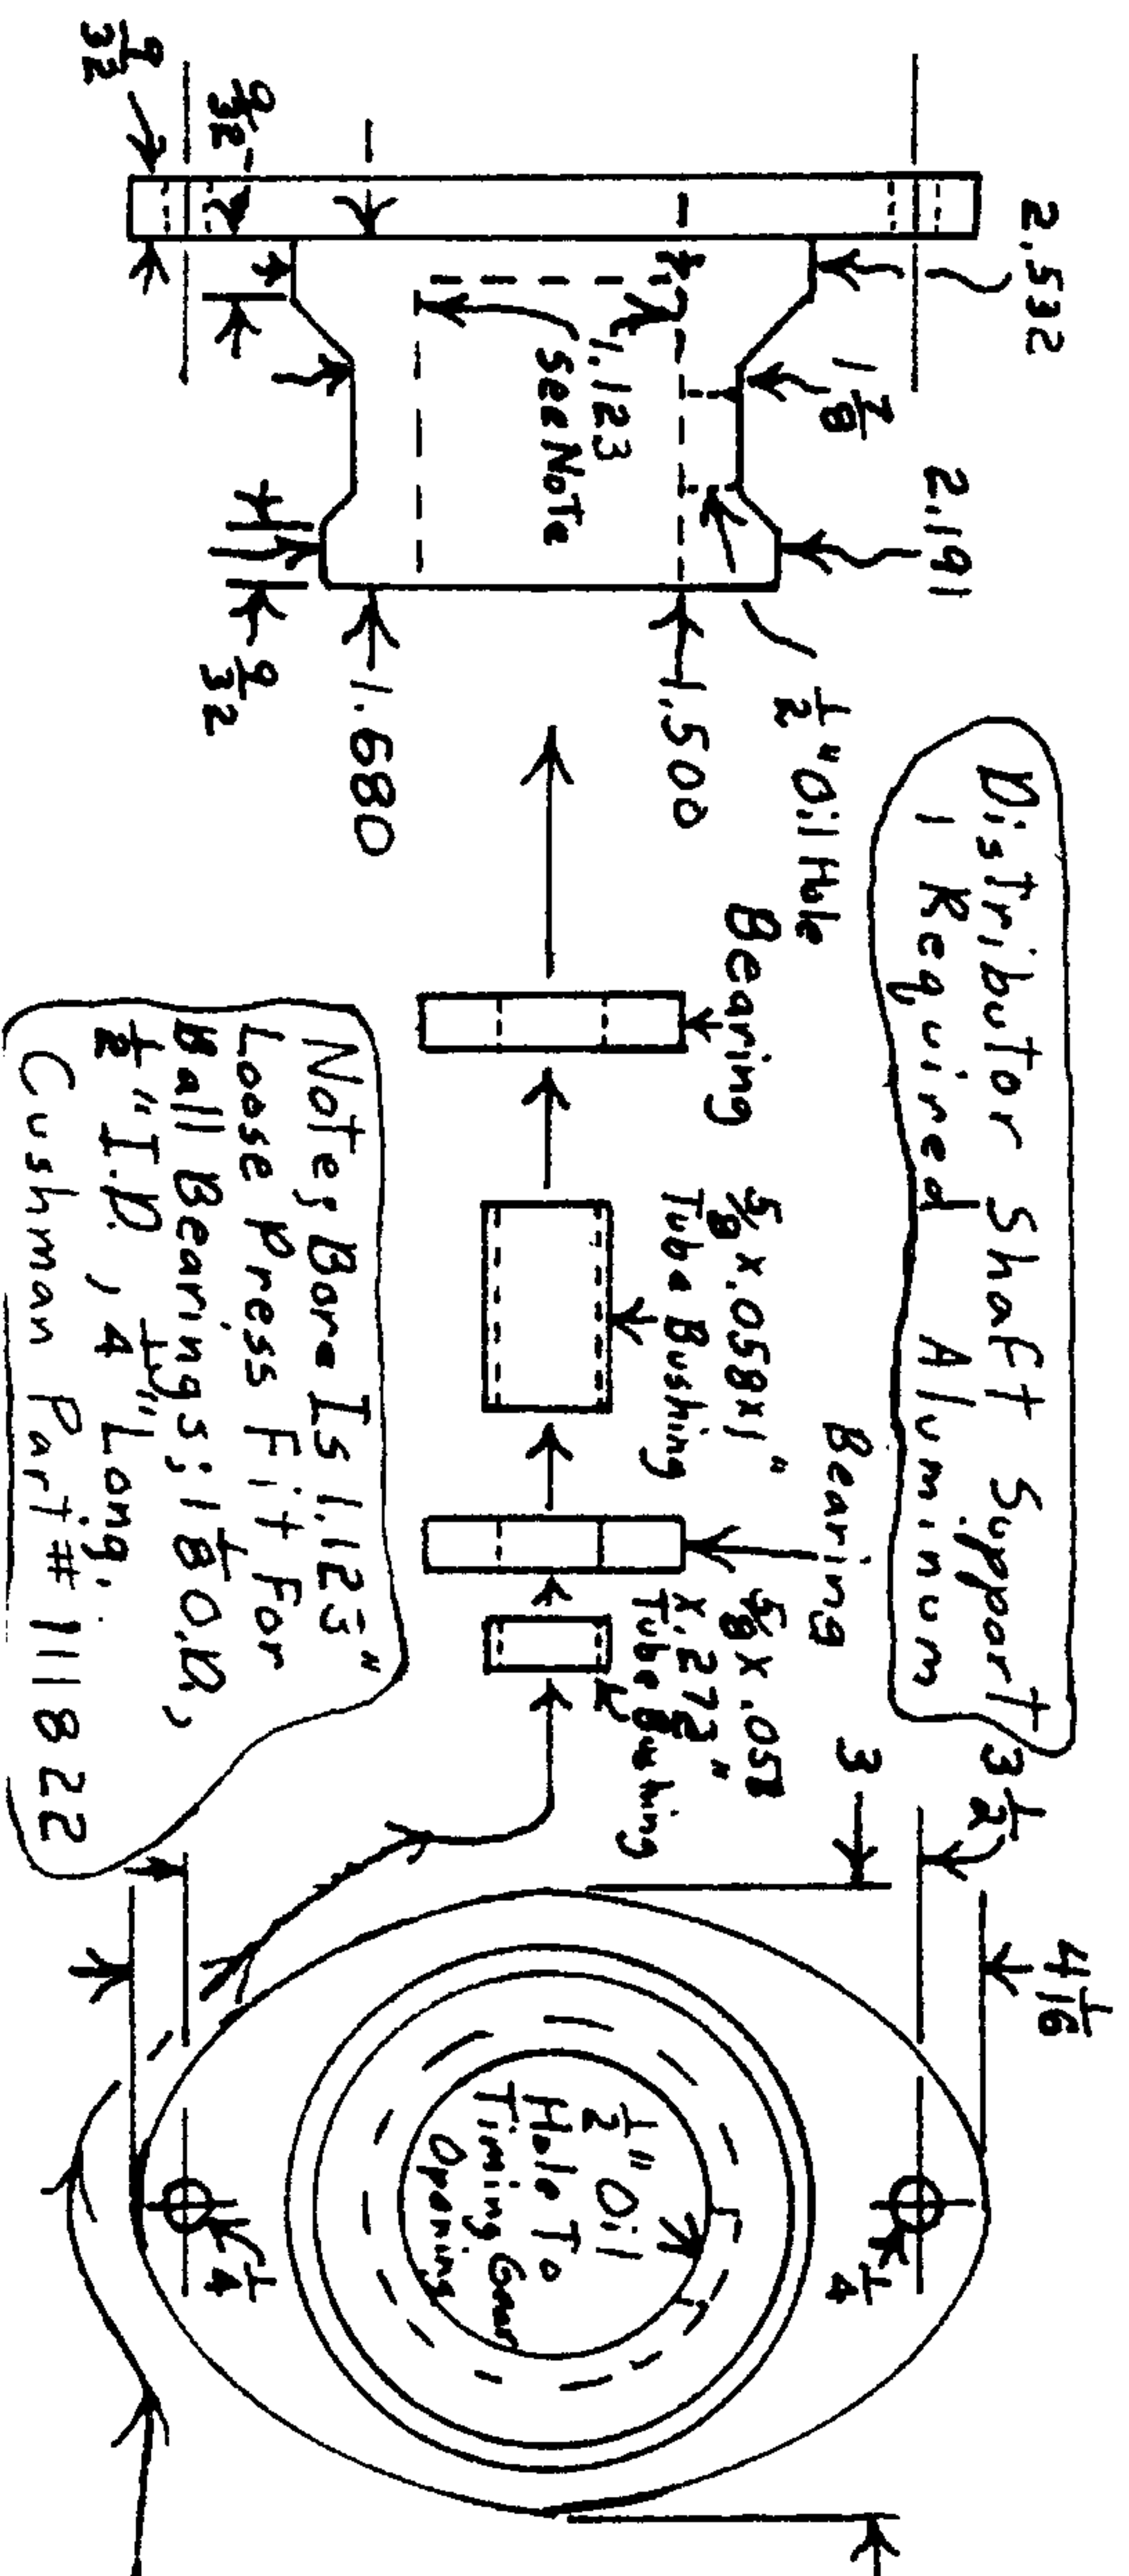 Distributor Shaft Support
1 Required Aluminum
2.532
1 7/8
2.191
9/32
9/32
1.123
See Note
9/32
1.500
1.680
1/2" Oil Hole
Bearing
5/8 x .058 x 1"
Tube Bushing
Bearing
5/8 x .058
x .272"
Tube Bushing
Note; Bore Is 1.123"
Loose Press Fit For
Ball Bearings; 1 1/8 O.D,
1/2" I.D, 1/4" Long.
Cushman Part # 111822
3
3 1/2
4 1/16
1/4
1/4
1/2" Oil
Hole To
Timing Gear
Opening